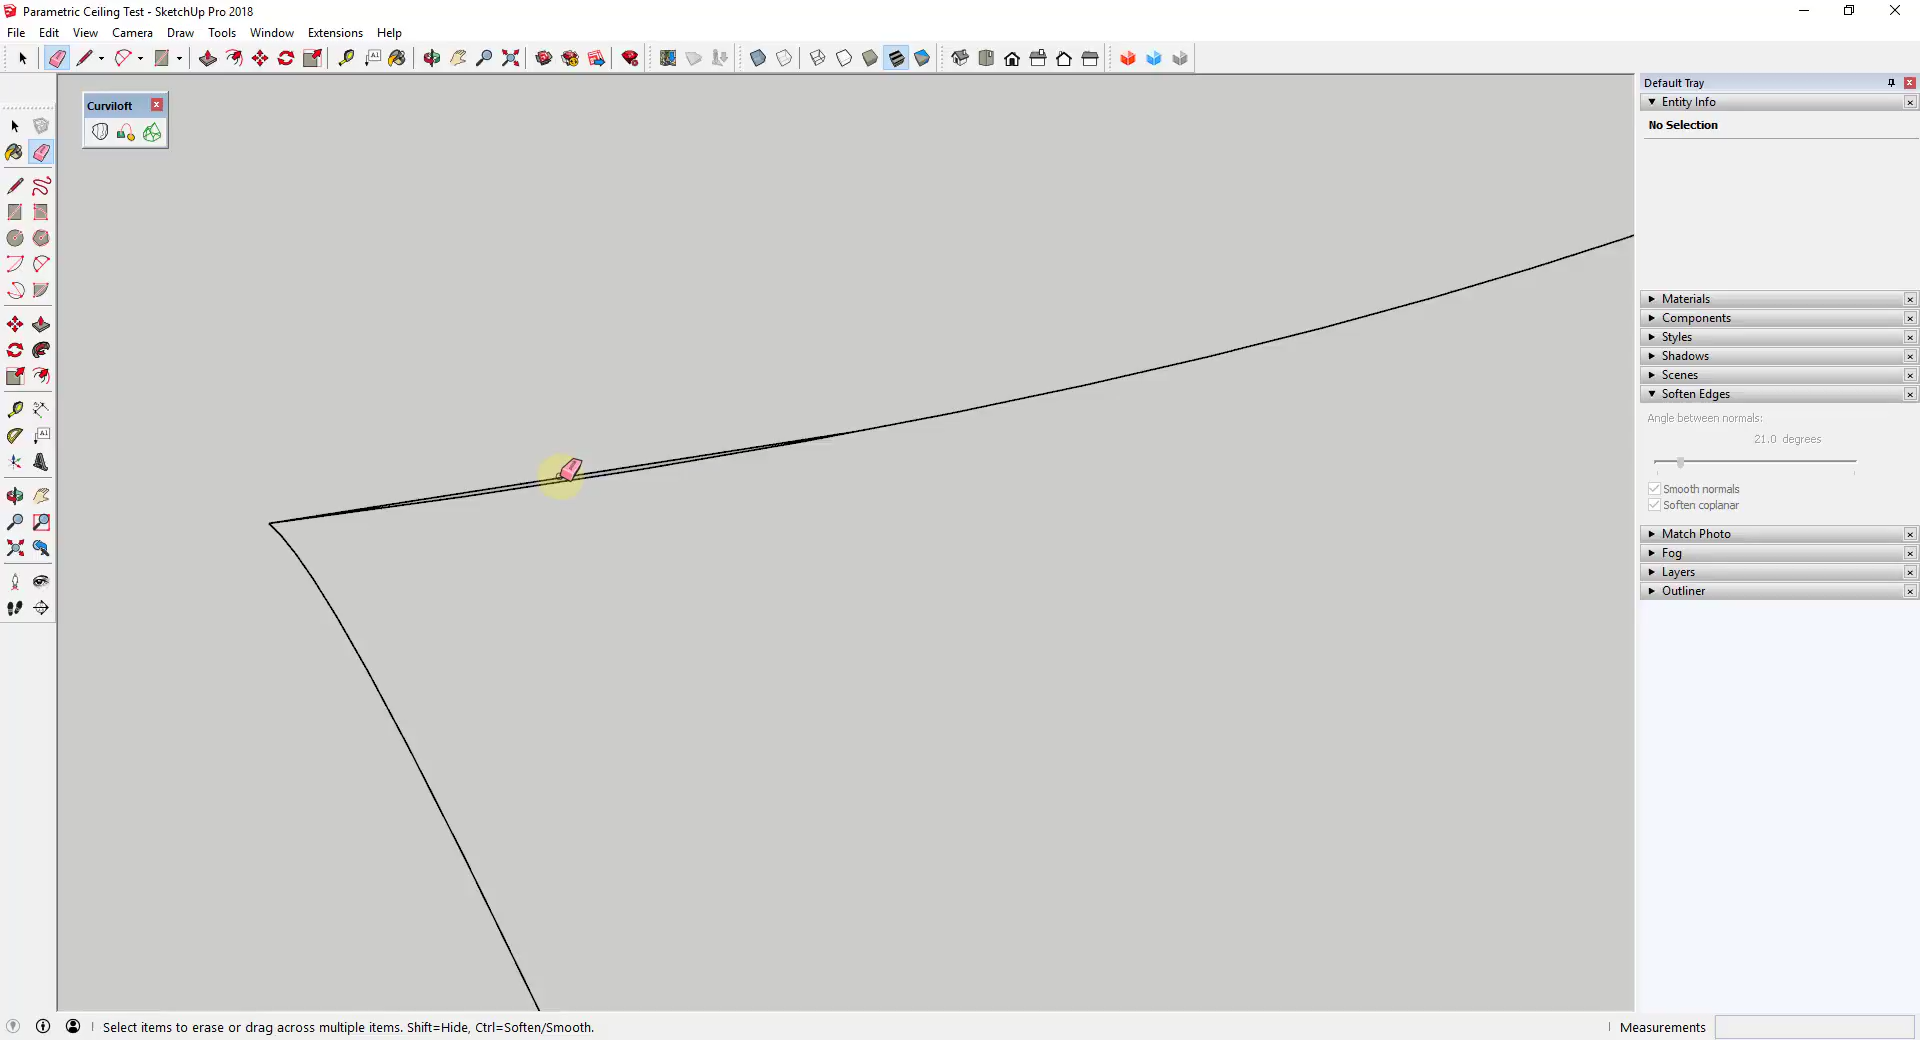 Parametric Ceiling Test - SketchUp Pro 2018
File Edit View Camera Draw Tools Window Extensions Help
Default Tray
Entity Info
No Selection
Curviloft
Materials
Components
Styles
Shadows
Scenes
Soften Edges
Angle between normals:
21.0 degrees
Smooth normals
Soften coplanar
Match Photo
Fog
Layers
Outliner
Select items to erase or drag across multiple items. Shift=Hide, Ctrl=Soften/Smooth.
Measurements